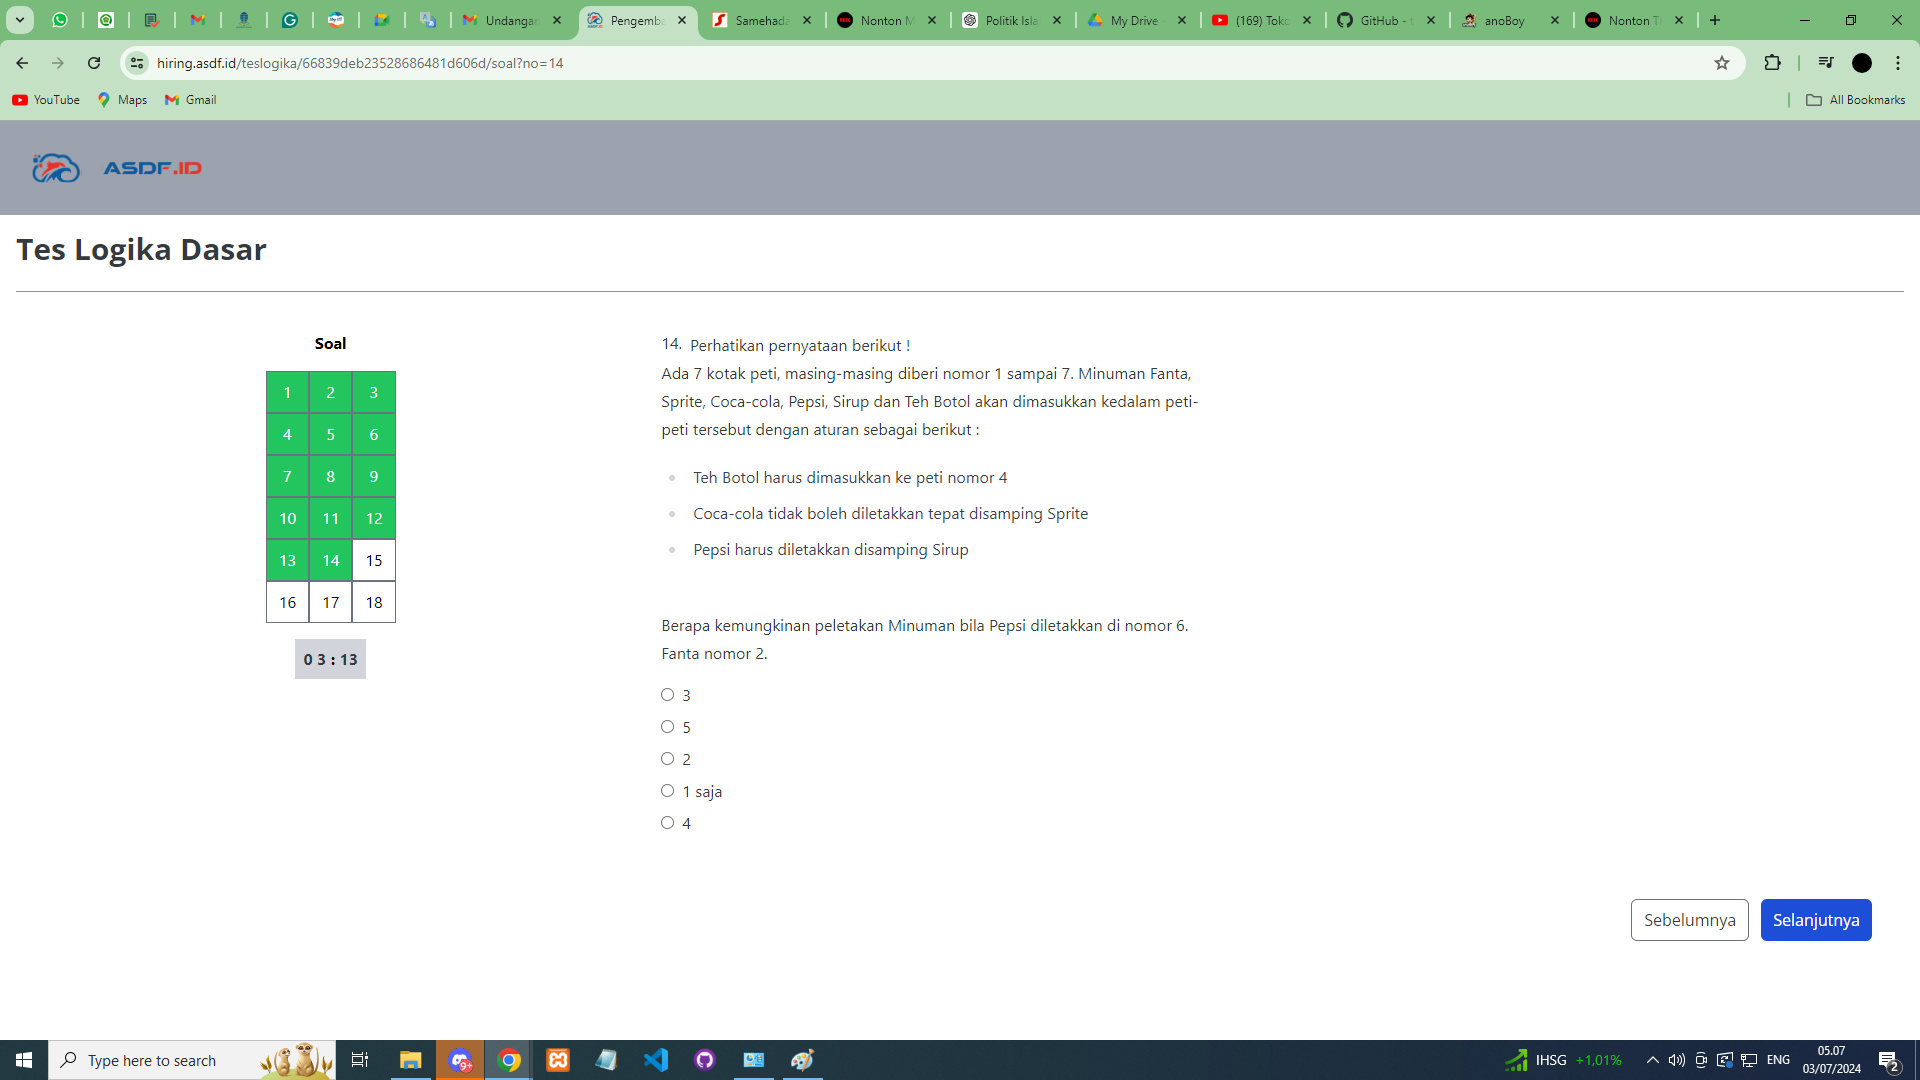 Undangan
Pengemba
Samehada
Nonton M
Politik Isla
My Drive -
(169) Toko
GitHub - t
anoBoy
Nonton T
hiring.asdf.id/teslogika/66839deb23528686481d606d/soal?no=14
YouTube
Maps
Gmail
All Bookmarks
ASDF.ID
Tes Logika Dasar
Soal
1 2 3
4 5 6
7 8 9
10 11 12
13 14 15
16 17 18
0 3 : 13
14. Perhatikan pernyataan berikut !
Ada 7 kotak peti, masing-masing diberi nomor 1 sampai 7. Minuman Fanta,
Sprite, Coca-cola, Pepsi, Sirup dan Teh Botol akan dimasukkan kedalam peti-
peti tersebut dengan aturan sebagai berikut :
Teh Botol harus dimasukkan ke peti nomor 4
Coca-cola tidak boleh diletakkan tepat disamping Sprite
Pepsi harus diletakkan disamping Sirup
Berapa kemungkinan peletakan Minuman bila Pepsi diletakkan di nomor 6.
Fanta nomor 2.
3
5
2
1 saja
4
Sebelumnya
Selanjutnya
Type here to search
9+
IHSG +1,01%
ENG
05.07
03/07/2024
2